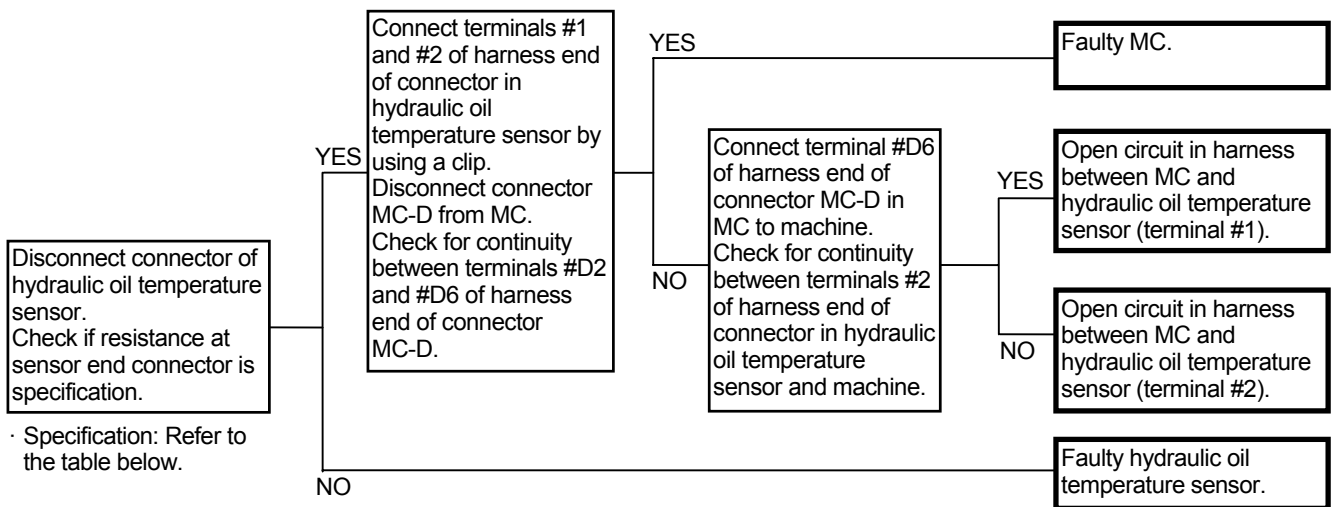 Disconnect connector of
hydraulic oil temperature
sensor.
Check if resistance at
sensor end connector is
specification.
· Specification: Refer to
the table below.
YES
Connect terminals #1
and #2 of harness end
of connector in
hydraulic oil
temperature sensor by
using a clip.
Disconnect connector
MC-D from MC.
Check for continuity
between terminals #D2
and #D6 of harness
end of connector
MC-D.
YES
Faulty MC.
NO
Connect terminal #D6
of harness end of
connector MC-D in
MC to machine.
Check for continuity
between terminals #2
of harness end of
connector in hydraulic
oil temperature
sensor and machine.
YES
Open circuit in harness
between MC and
hydraulic oil temperature
sensor (terminal #1).
NO
Open circuit in harness
between MC and
hydraulic oil temperature
sensor (terminal #2).
NO
Faulty hydraulic oil
temperature sensor.